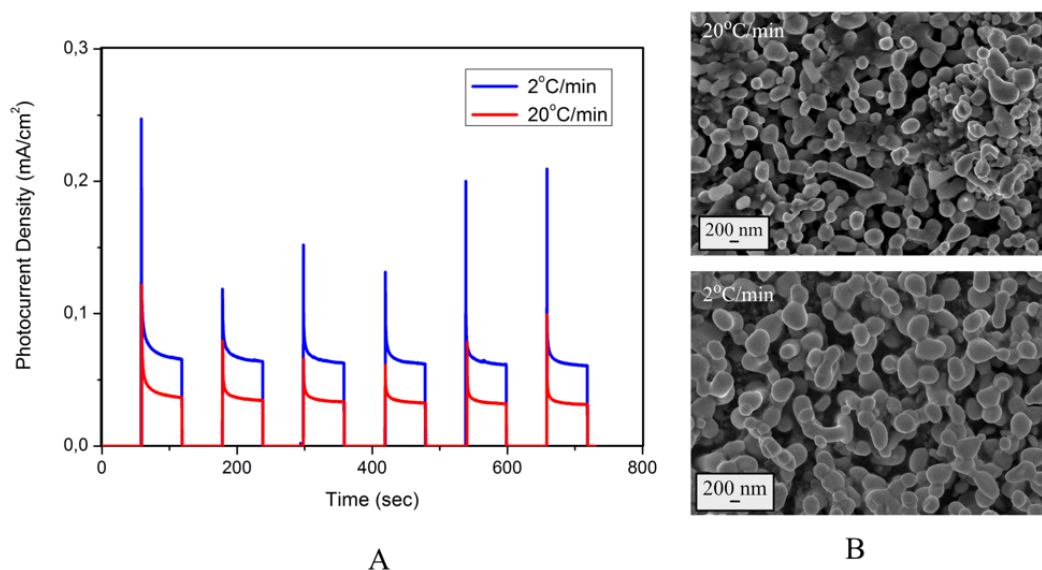 0,3
0,2
0,1
0,0
Photocurrent Density (mA/cm²)
2°C/min
20°C/min
0
200
400
600
800
Time (sec)
A
20°C/min
200 nm
2°C/min
200 nm
B